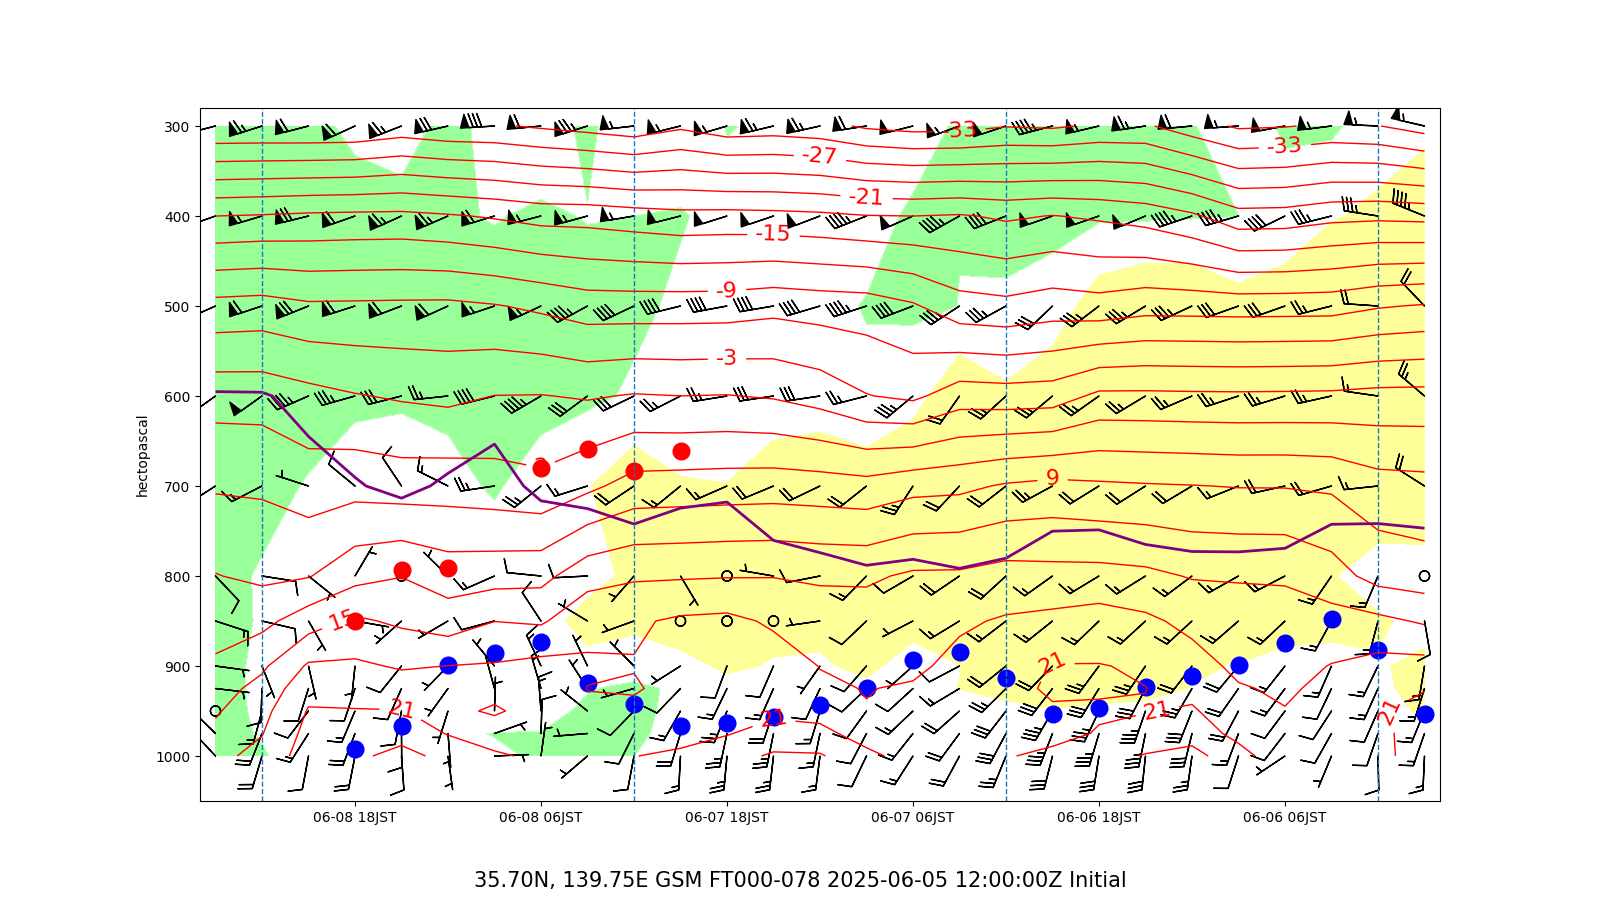 300
400
500
600
700
800
900
1000
hectopascal
33
-33
-27
-21
-15
-9
-3
9
15
21
21
21
21
21
06-08 18JST
06-08 06JST
06-07 18JST
06-07 06JST
06-06 18JST
06-06 06JST
35.70N, 139.75E GSM FT000-078 2025-06-05 12:00:00Z Initial